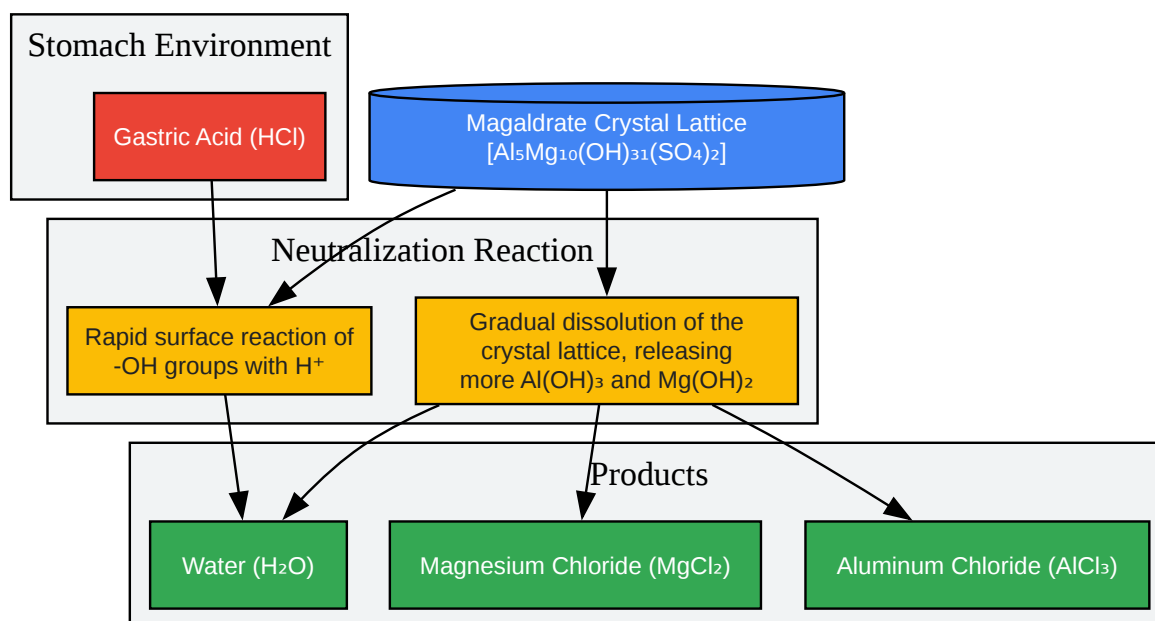 Stomach Environment
Gastric Acid (HCl)
Magaldrate Crystal Lattice
[Al₅Mg₁₀(OH)₃₁(SO₄)₂]
Neutralization Reaction
Rapid surface reaction of
-OH groups with H⁺
Gradual dissolution of the
crystal lattice, releasing
more Al(OH)₃ and Mg(OH)₂
Products
Water (H₂O)
Magnesium Chloride (MgCl₂)
Aluminum Chloride (AlCl₃)